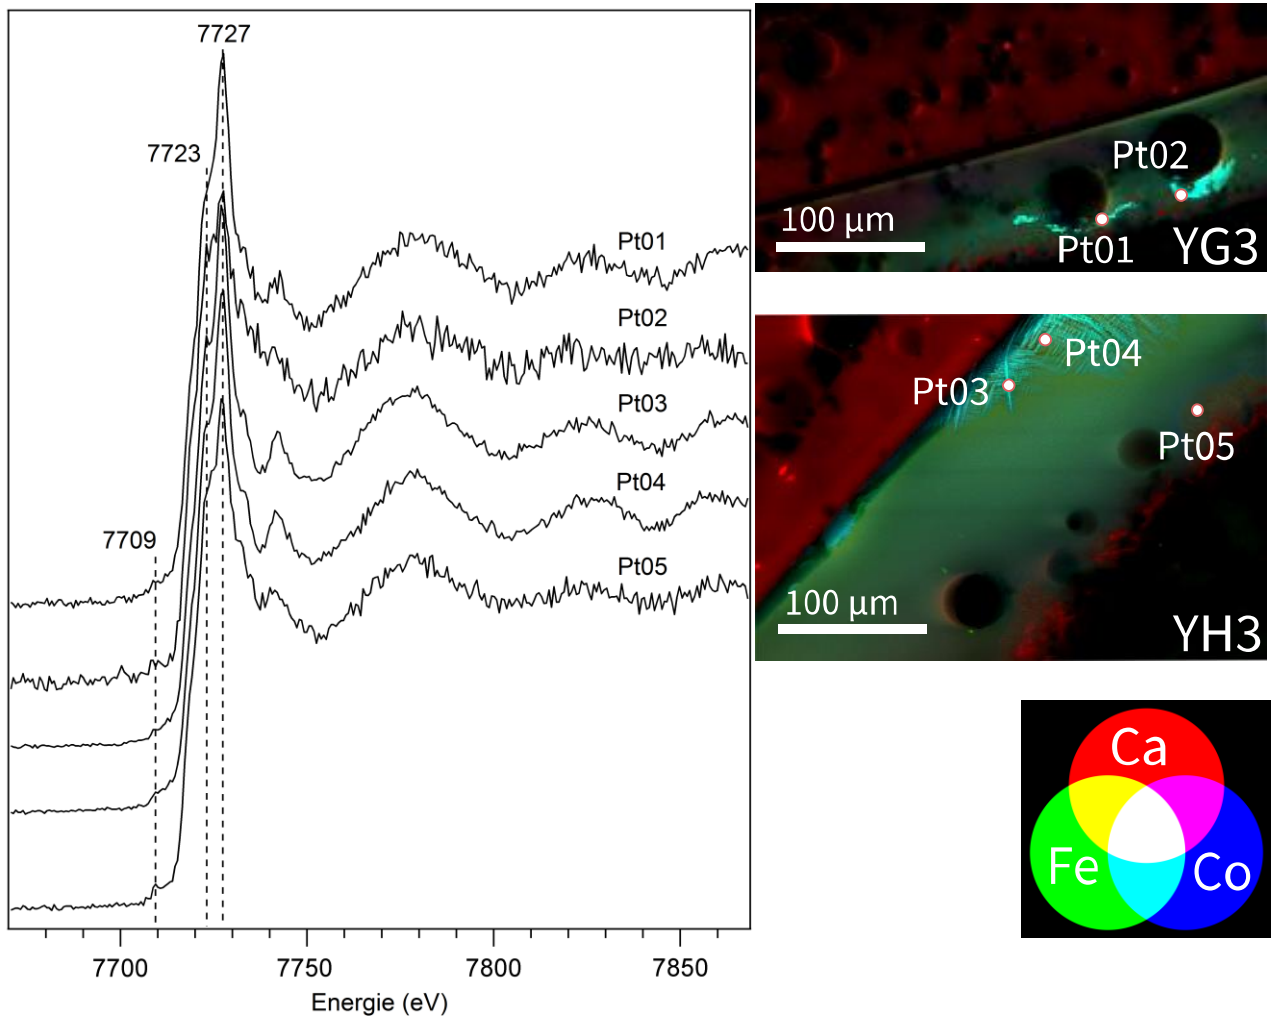 7727
7723
Pt01
Pt02
Pt03
Pt04
Pt05
7709
7700
7750
7800
7850
Energie (eV)
Pt02
100 µm
Pt01
YG3
Pt04
Pt03
Pt05
100 µm
YH3
Ca
Fe
Co